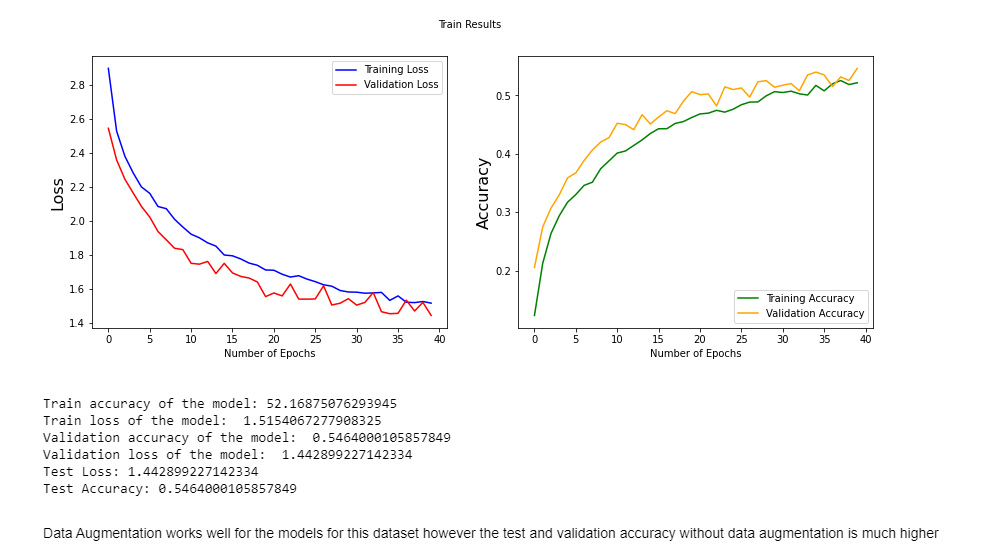 Train Results
Training Loss
Validation Loss
2.8
2.6
2.4
2.2
2.0
1.8
1.6
1.4
Loss
0 5 10 15 20 25 30 35 40
Number of Epochs
0.5
0.4
0.3
0.2
Accuracy
Training Accuracy
Validation Accuracy
0 5 10 15 20 25 30 35 40
Number of Epochs
Train accuracy of the model: 52.16875076293945
Train loss of the model:  1.5154067277908325
Validation accuracy of the model:  0.5464000105857849
Validation loss of the model:  1.442899227142334
Test Loss: 1.442899227142334
Test Accuracy: 0.5464000105857849
Data Augmentation works well for the models for this dataset however the test and validation accuracy without data augmentation is much higher